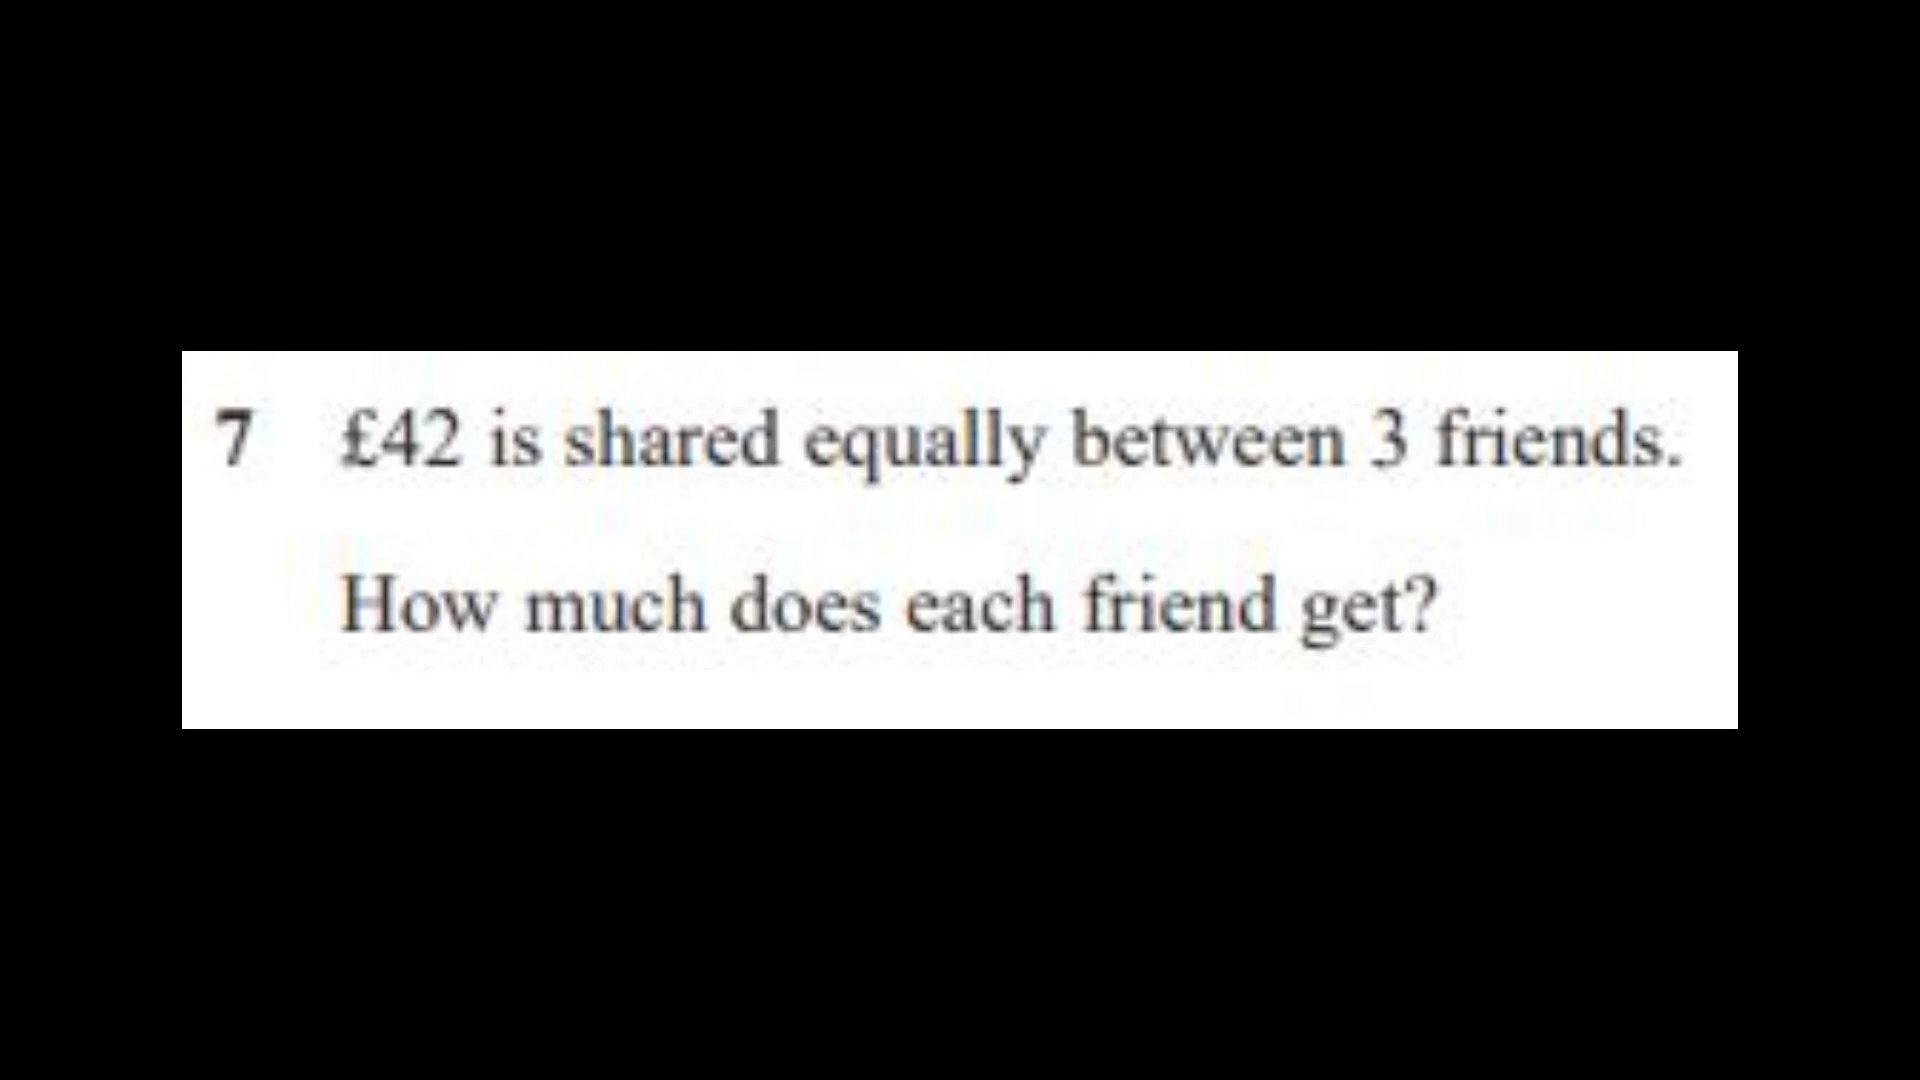 7 £42 is shared equally between 3 friends.
How much does each friend get?